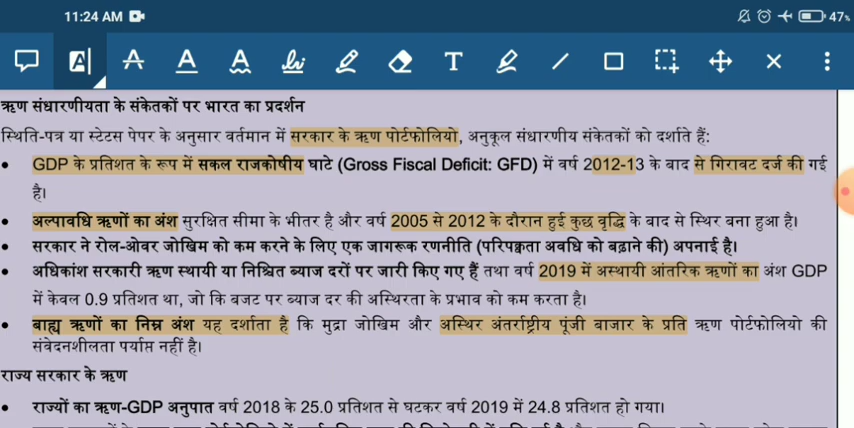 11:24 AM
47%
T
ऋण संधारणीयता के संकेतकों पर भारत का प्रदर्शन
स्थिति-पत्र या स्टेटस पेपर के अनुसार वर्तमान में सरकार के ऋण पोर्टफोलियो, अनुकूल संधारणीय संकेतकों को दर्शाते हैं:
• GDP के प्रतिशत के रूप में सकल राजकोषीय घाटे (Gross Fiscal Deficit: GFD) में वर्ष 2012-13 के बाद से गिरावट दर्ज की गई
है।
• अल्पावधि ऋणों का अंश सुरक्षित सीमा के भीतर है और वर्ष 2005 से 2012 के दौरान हुई कुछ वृद्धि के बाद से स्थिर बना हुआ है।
• सरकार ने रोल-ओवर जोखिम को कम करने के लिए एक जागरूक रणनीति (परिपक्वता अवधि को बढ़ाने की) अपनाई है।
• अधिकांश सरकारी ऋण स्थायी या निश्चित ब्याज दरों पर जारी किए गए हैं तथा वर्ष 2019 में अस्थायी आंतरिक ऋणों का अंश GDP
में केवल 0.9 प्रतिशत था, जो कि बजट पर ब्याज दर की अस्थिरता के प्रभाव को कम करता है।
• बाह्य ऋणों का निम्न अंश यह दर्शाता है कि मुद्रा जोखिम और अस्थिर अंतर्राष्ट्रीय पूंजी बाजार के प्रति ऋण पोर्टफोलियो की
संवेदनशीलता पर्याप्त नहीं है।
राज्य सरकार के ऋण
• राज्यों का ऋण-GDP अनुपात वर्ष 2018 के 25.0 प्रतिशत से घटकर वर्ष 2019 में 24.8 प्रतिशत हो गया।